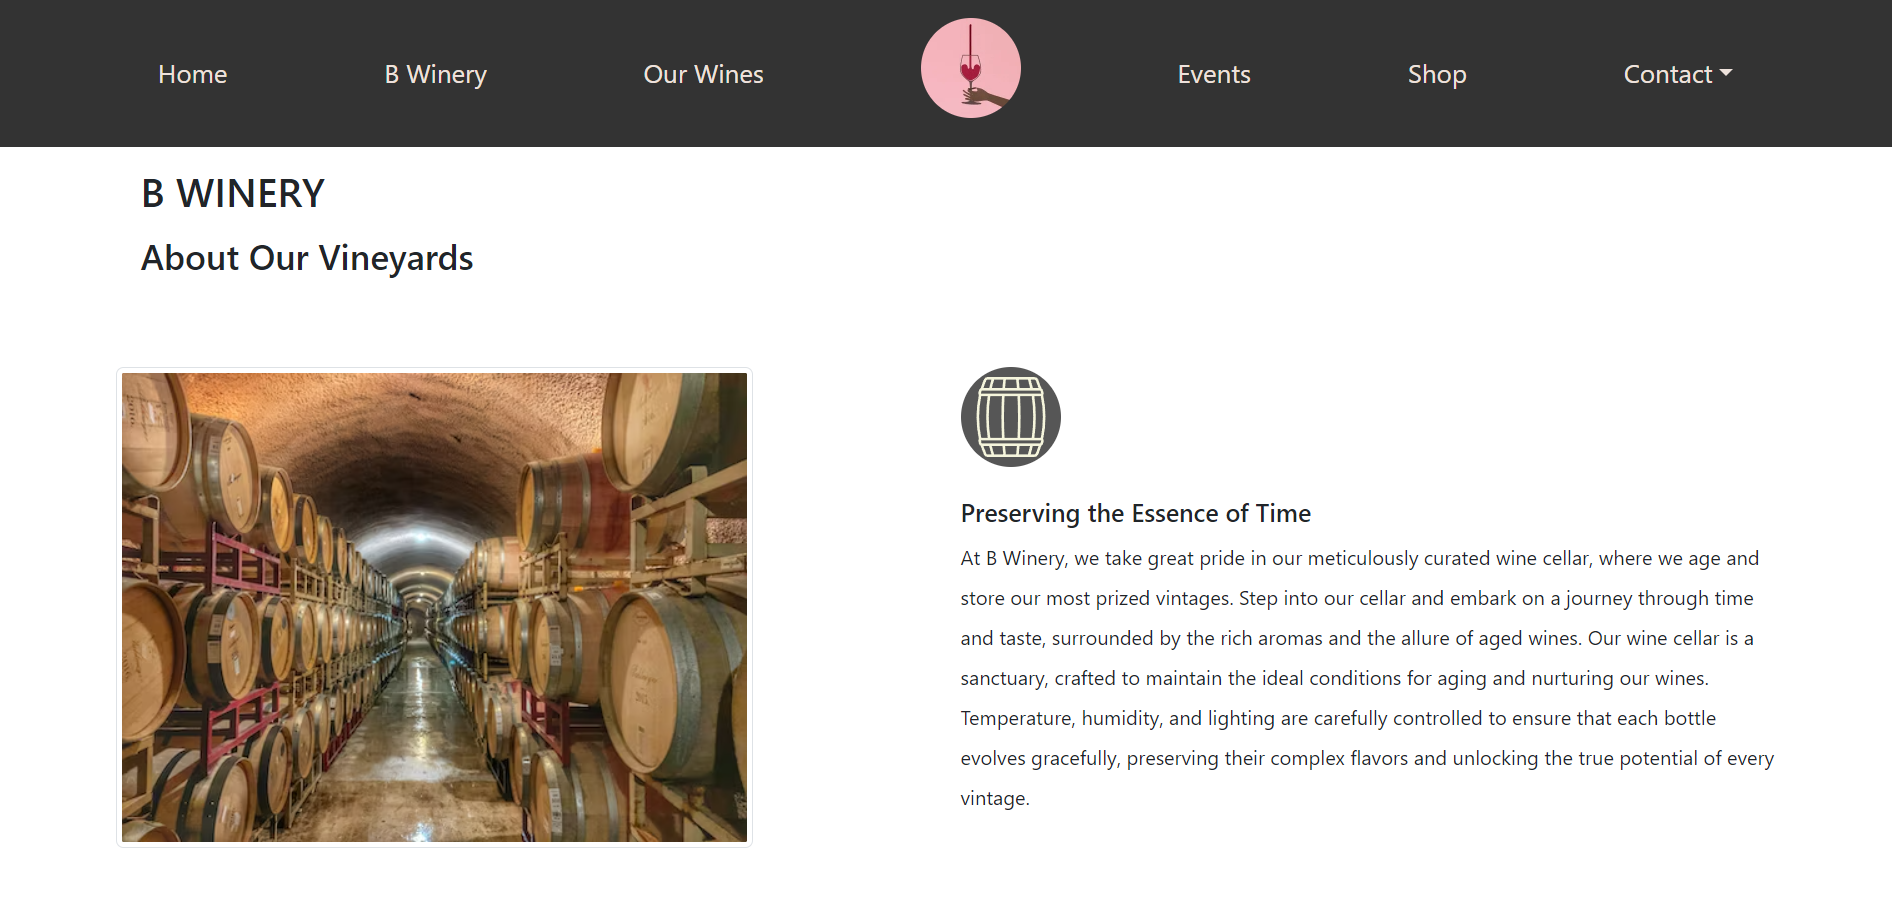 Home
B Winery
Our Wines
Events
Shop
Contact
B WINERY
About Our Vineyards
Preserving the Essence of Time
At B Winery, we take great pride in our meticulously curated wine cellar, where we age and
store our most prized vintages. Step into our cellar and embark on a journey through time
and taste, surrounded by the rich aromas and the allure of aged wines. Our wine cellar is a
sanctuary, crafted to maintain the ideal conditions for aging and nurturing our wines.
Temperature, humidity, and lighting are carefully controlled to ensure that each bottle
evolves gracefully, preserving their complex flavors and unlocking the true potential of every
vintage.